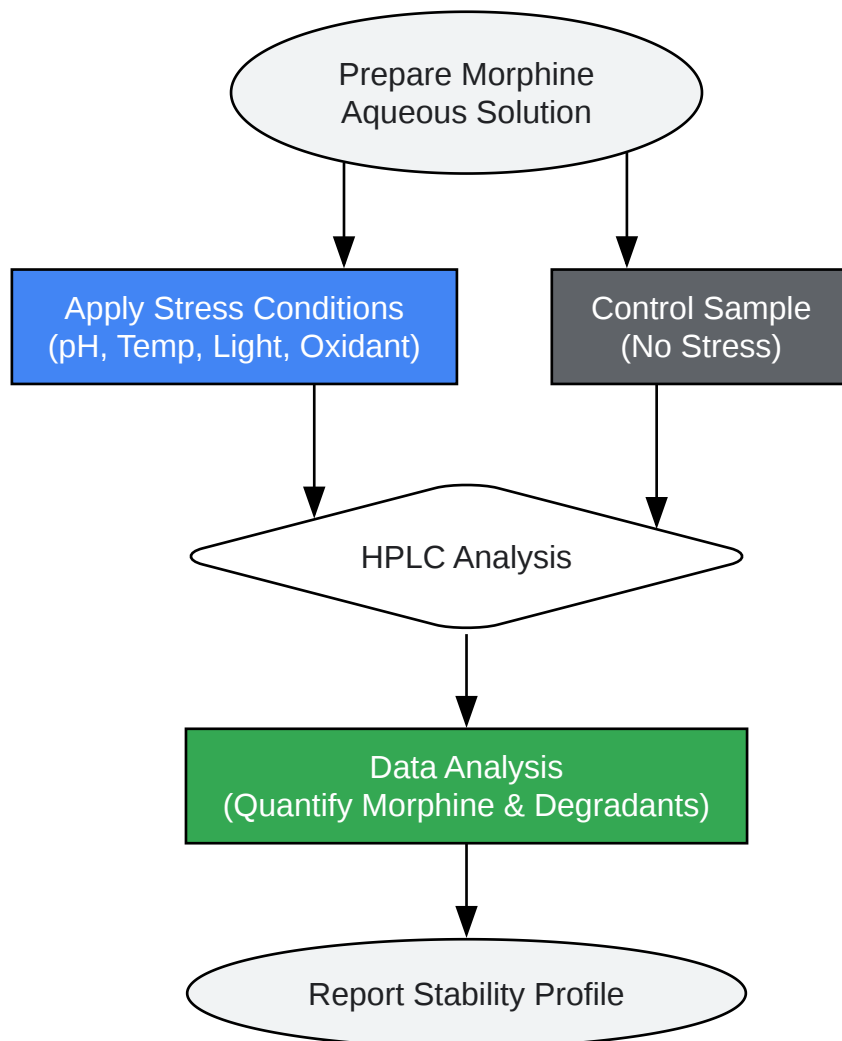 Prepare Morphine
Aqueous Solution
Apply Stress Conditions
(pH, Temp, Light, Oxidant)
Control Sample
(No Stress)
HPLC Analysis
Data Analysis
(Quantify Morphine & Degradants)
Report Stability Profile